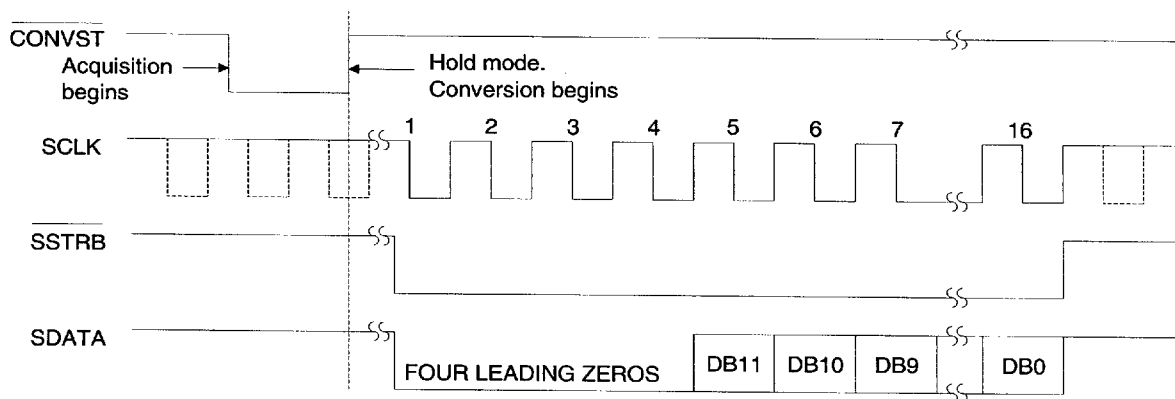 CONVST
Acquisition
begins
Hold mode.
Conversion begins
1 2 3 4 5 6 7 16
SCLK
SSTRB
SDATA
FOUR LEADING ZEROS DB11 DB10 DB9 DB0